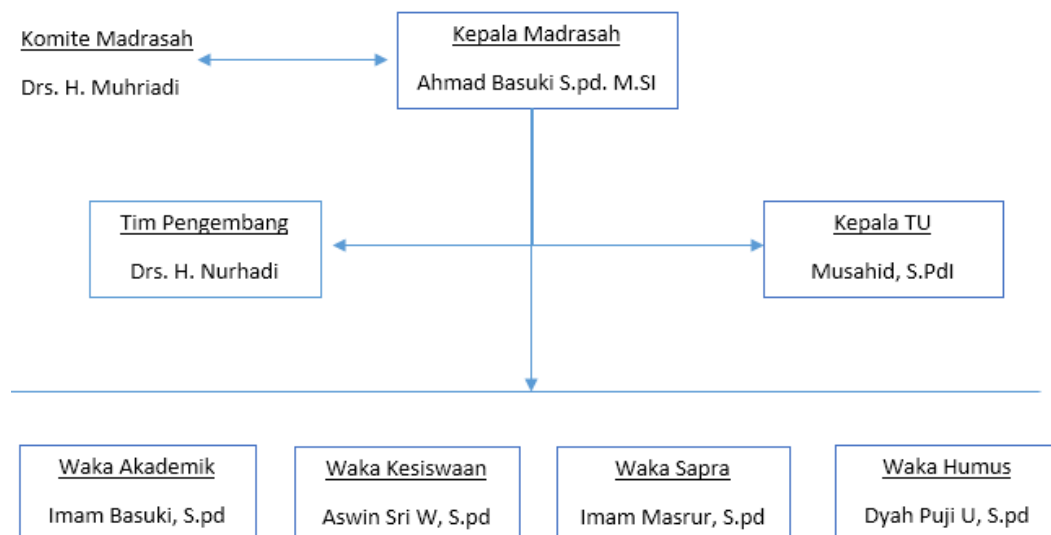 Komite Madrasah
Drs. H. Muhriadi
Kepala Madrasah
Ahmad Basuki S.pd. M.SI
Tim Pengembang
Drs. H. Nurhadi
Kepala TU
Musahid, S.PdI
Waka Akademik
Imam Basuki, S.pd
Waka Kesiswaan
Aswin Sri W, S.pd
Waka Sapra
Imam Masrur, S.pd
Waka Humus
Dyah Puji U, S.pd